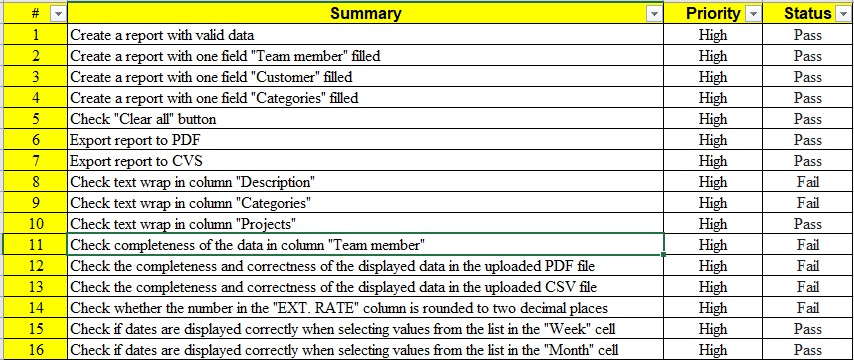 # Summary Priority Status
1 Create a report with valid data High Pass
2 Create a report with one field "Team member" filled High Pass
3 Create a report with one field "Customer" filled High Pass
4 Create a report with one field "Categories" filled High Pass
5 Check "Clear all" button High Pass
6 Export report to PDF High Pass
7 Export report to CVS High Pass
8 Check text wrap in column "Description" High Fail
9 Check text wrap in column "Categories" High Fail
10 Check text wrap in column "Projects" High Pass
11 Check completeness of the data in column "Team member" High Fail
12 Check the completeness and correctness of the displayed data in the uploaded PDF file High Fail
13 Check the completeness and correctness of the displayed data in the uploaded CSV file High Fail
14 Check whether the number in the "EXT. RATE" column is rounded to two decimal places High Fail
15 Check if dates are displayed correctly when selecting values from the list in the "Week" cell High Pass
16 Check if dates are displayed correctly when selecting values from the list in the "Month" cell High Pass